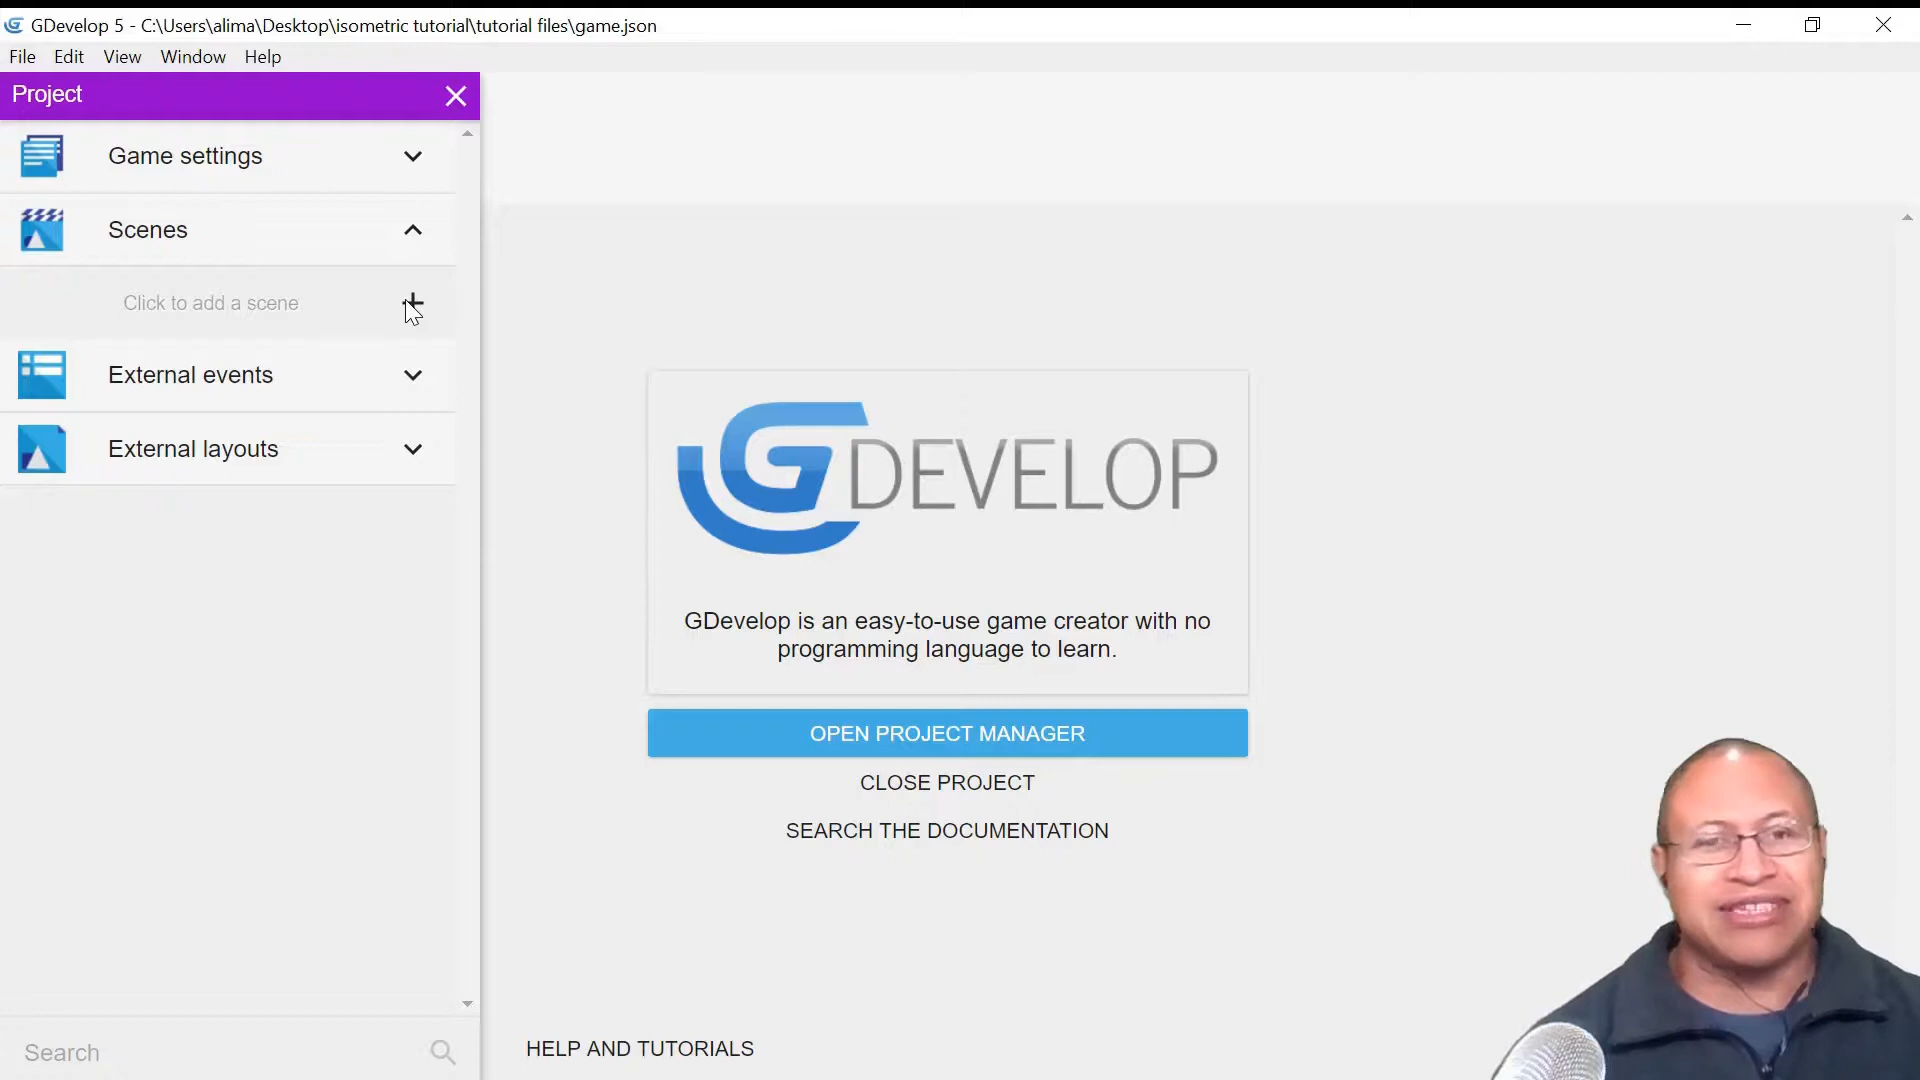 GDevelop 5 - C:\Users\alima\Desktop\isometric tutorial\tutorial files\game.json
File Edit View Window Help
Project
Game settings
Scenes
Click to add a scene
External events
External layouts
GDEVELOP
GDevelop is an easy-to-use game creator with no
programming language to learn.
OPEN PROJECT MANAGER
CLOSE PROJECT
SEARCH THE DOCUMENTATION
Search
HELP AND TUTORIALS